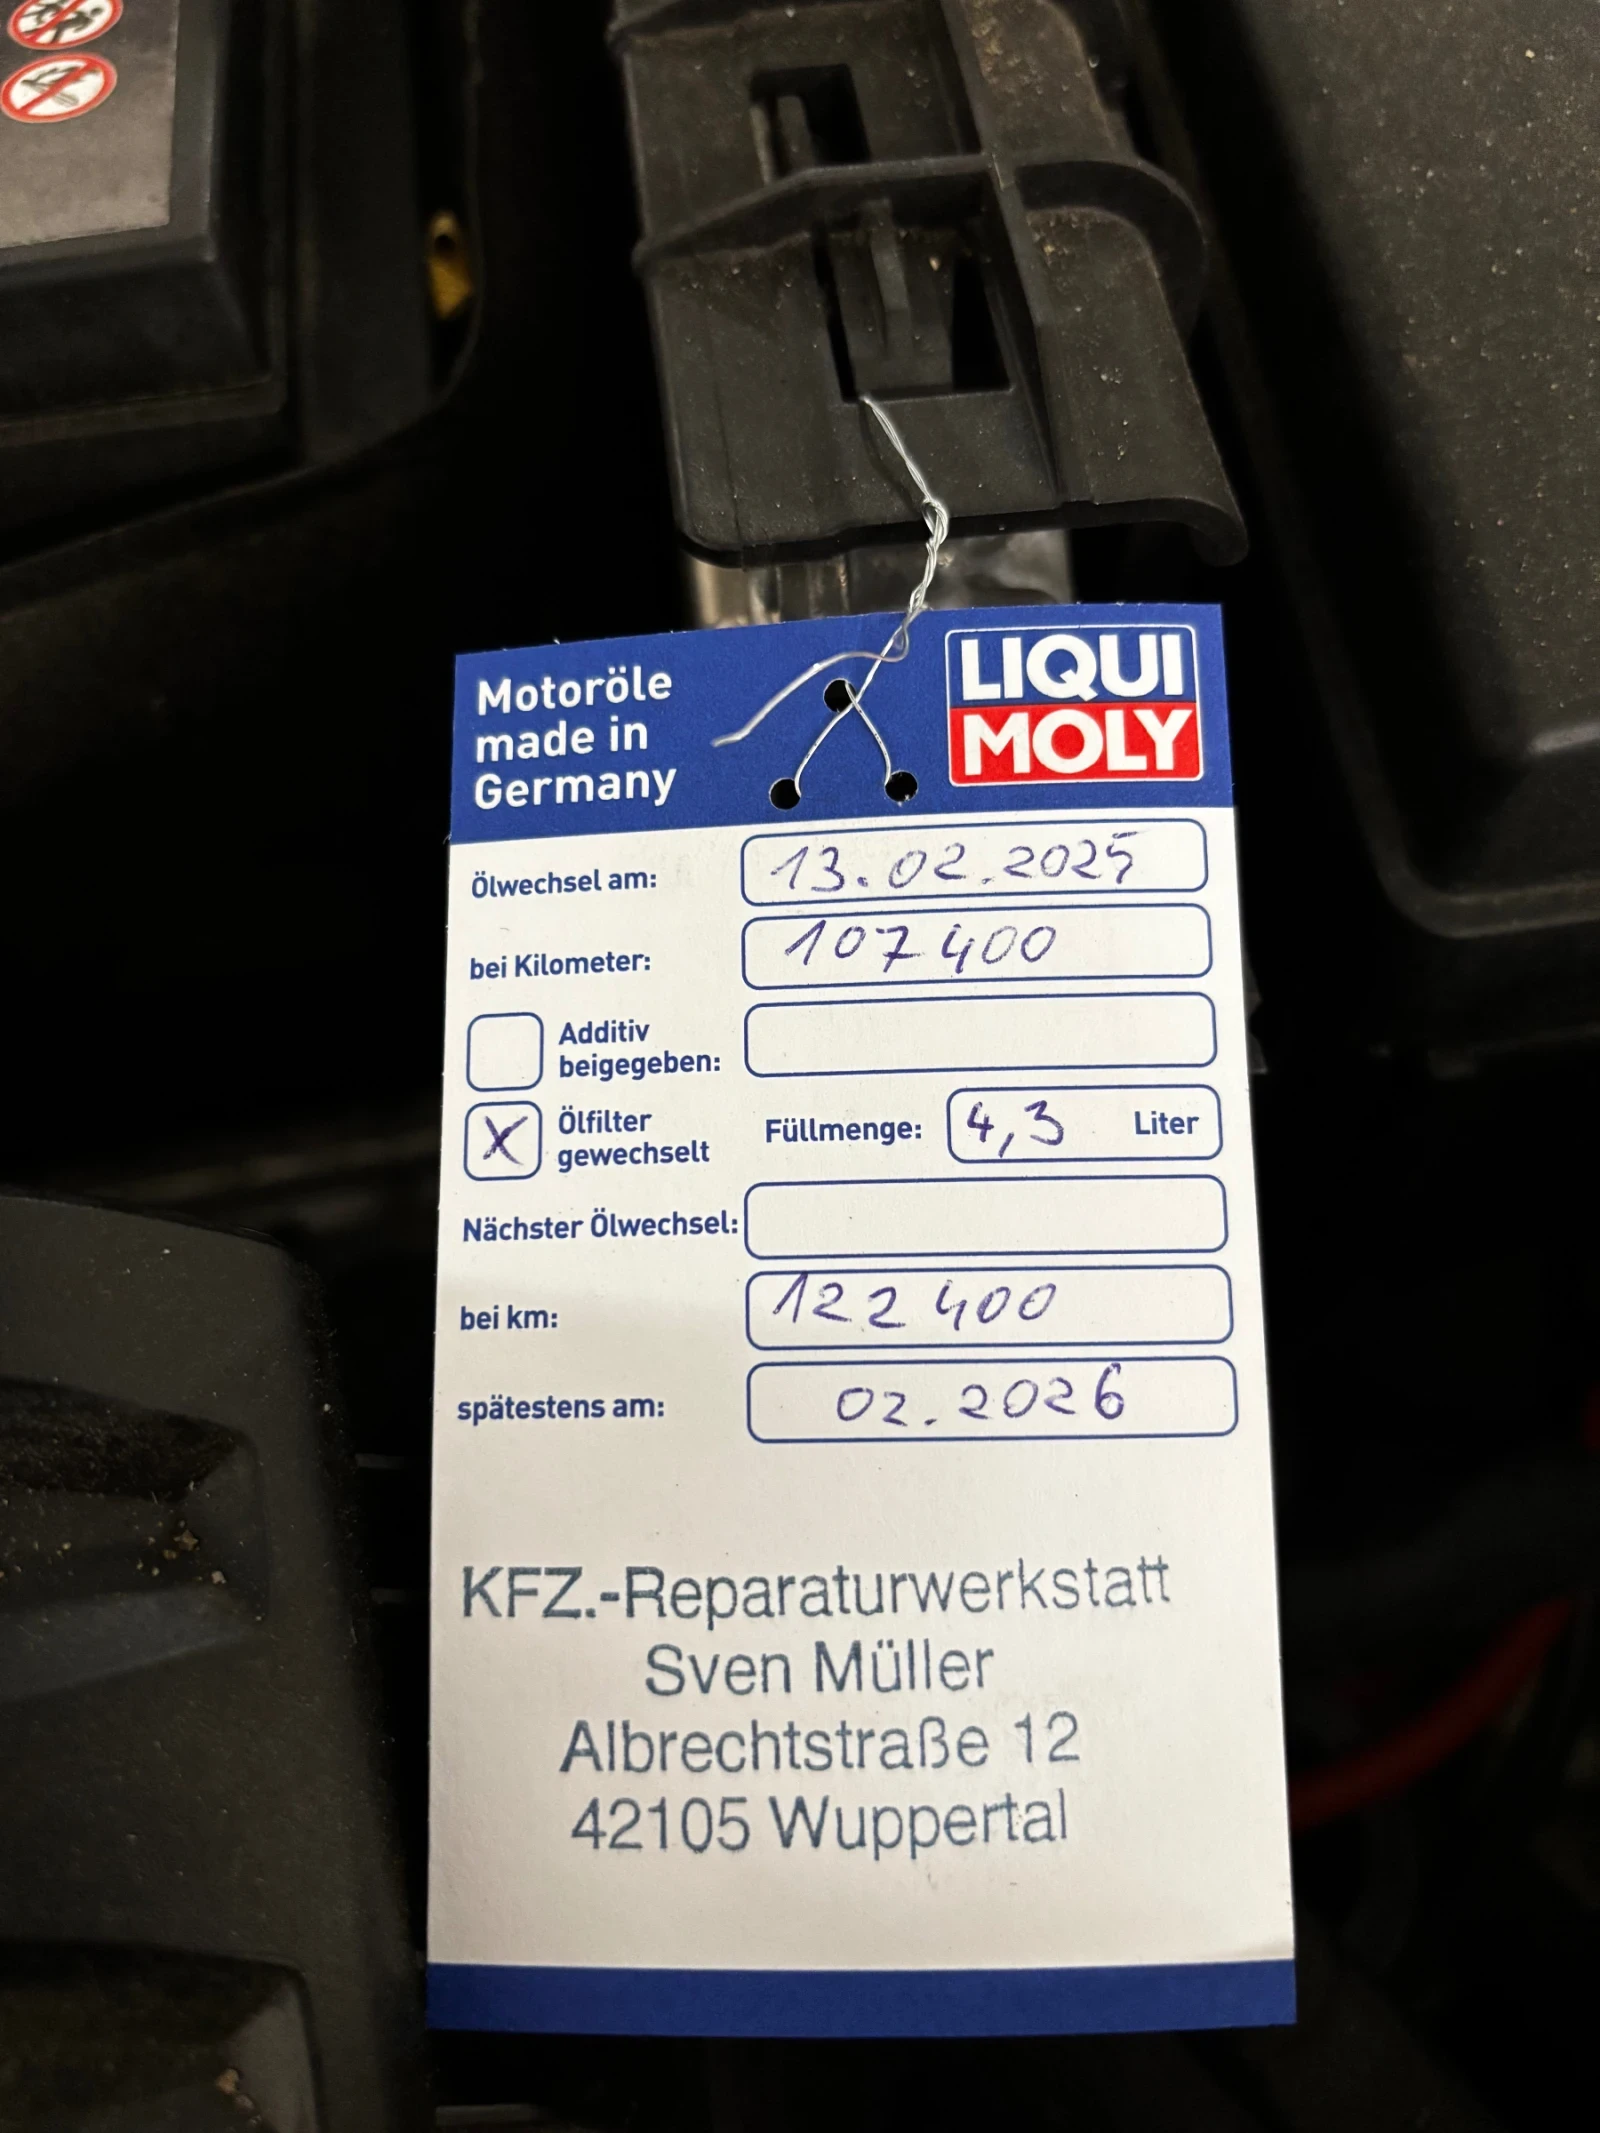 Motoröle
made in
Germany
LIQUI
MOLY
Ölwechsel am: 13.02.2025
bei Kilometer: 107400
Additiv
beigegeben:
X Ölfilter
gewechselt
Füllmenge: 4,3 Liter
Nächster Ölwechsel:
bei km: 122400
spätestens am: 02.2026
KFZ.-Reparaturwerkstatt
Sven Müller
Albrechtstraße 12
42105 Wuppertal